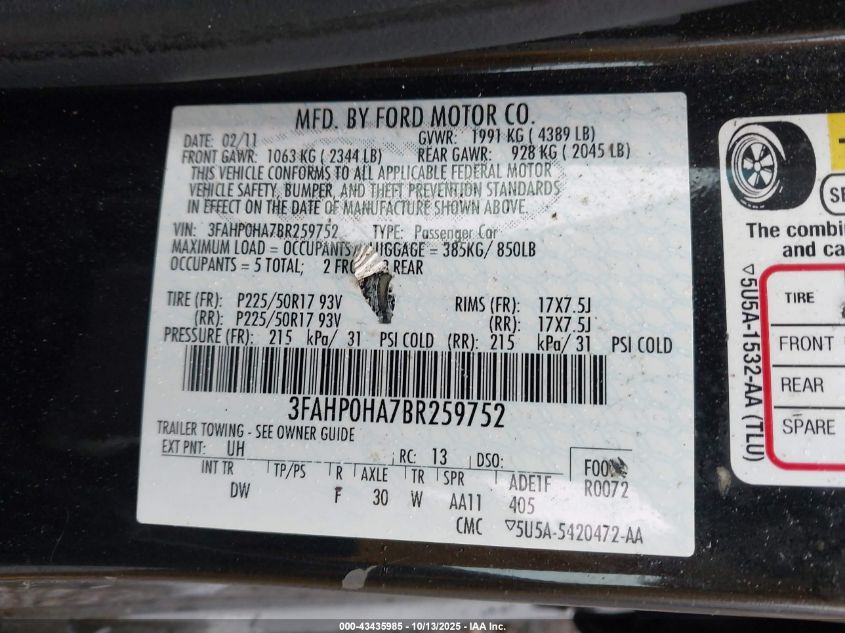 MFD. BY FORD MOTOR CO.
DATE: 02/11 GVWR: 1991 KG ( 4389 LB)
FRONT GAWR: 1063 KG ( 2344 LB) REAR GAWR: 928 KG ( 2045 LB)
THIS VEHICLE CONFORMS TO ALL APPLICABLE FEDERAL MOTOR
VEHICLE SAFETY, BUMPER, AND THEFT PREVENTION STANDARDS
IN EFFECT ON THE DATE OF MANUFACTURE SHOWN ABOVE.
VIN: 3FAHP0HA7BR259752 TYPE: Passenger Car
MAXIMUM LOAD = OCCUPANTS LUGGAGE = 385KG/ 850LB
OCCUPANTS = 5 TOTAL; 2 REAR
TIRE (FR): P225/50R17 93V RIMS (FR): 17X7.5J
(RR): P225/50R17 93V (RR): 17X7.5J
PRESSURE (FR): 215 kPa/ 31 PSI COLD (RR): 215 kPa/ 31 PSI COLD
3FAHP0HA7BR259752
TRAILER TOWING - SEE OWNER GUIDE
EXT PNT: UH RC: 13 DSO:
INT TR TP/PS R AXLE TR SPR
DW F 30 W AA11
ADE1F
405
R0072
CMC ▽5U5A-5420472-AA
The combin
and ca
TIRE
FRONT
REAR
SPARE
▽5U5A-1532-AA (TLU)
000-43435985 | 10/13/2025 | IAA Inc.